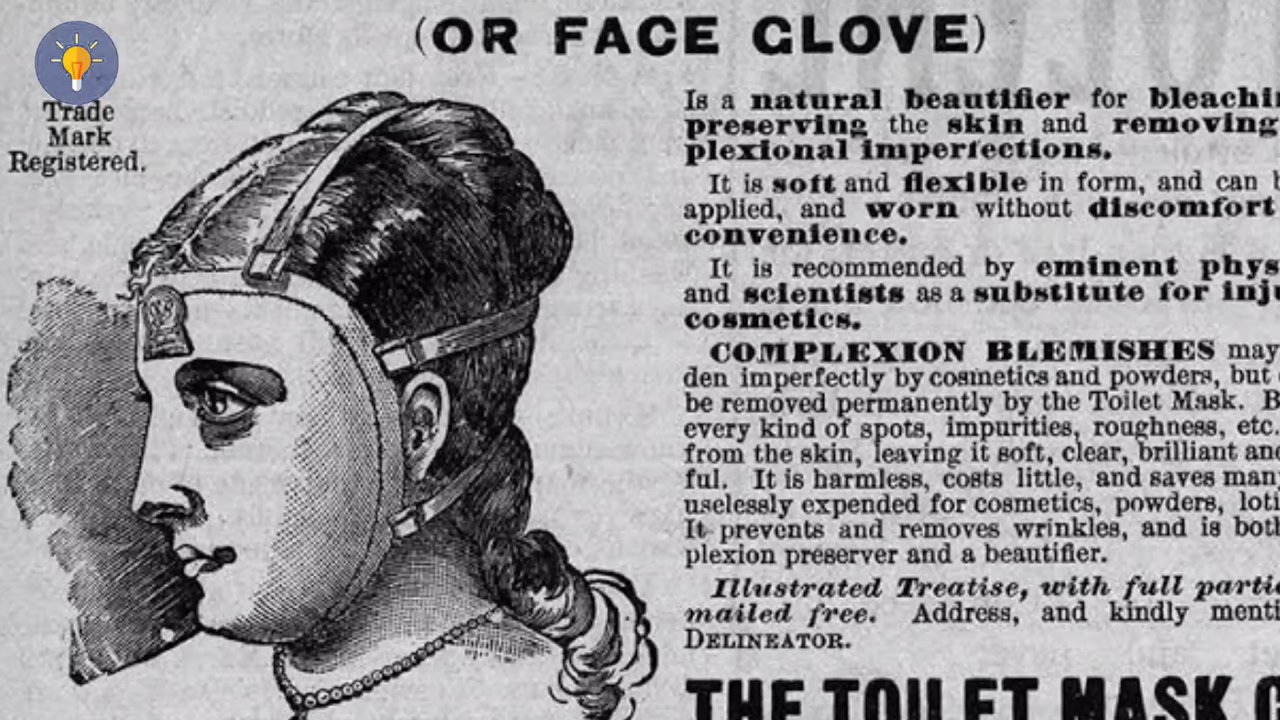 (OR FACE GLOVE)
Trade
Mark
Registered.
Is a natural beautifier for
preserving the skin and removing
plexional imperfections.
It is soft and flexible in form, and can
applied, and worn without discomfort
convenience.
It is recommended by eminent
and scientists as a substitute for
cosmetics.
COMPLEXION BLEMISHES may
den imperfectly by cosmetics and powders, but
be removed permanently by the Toilet Mask.
every kind of spots, impurities, roughness, etc.
from the skin, leaving it soft, clear, brilliant
ful. It is harmless, costs little, and saves
uselessly expended for cosmetics, powders,
It prevents and removes wrinkles, and is
plexion preserver and a beautifier.
Illustrated Treatise, with full
mailed free. Address, and kindly
DELINEATOR.
THE TOILET MASK